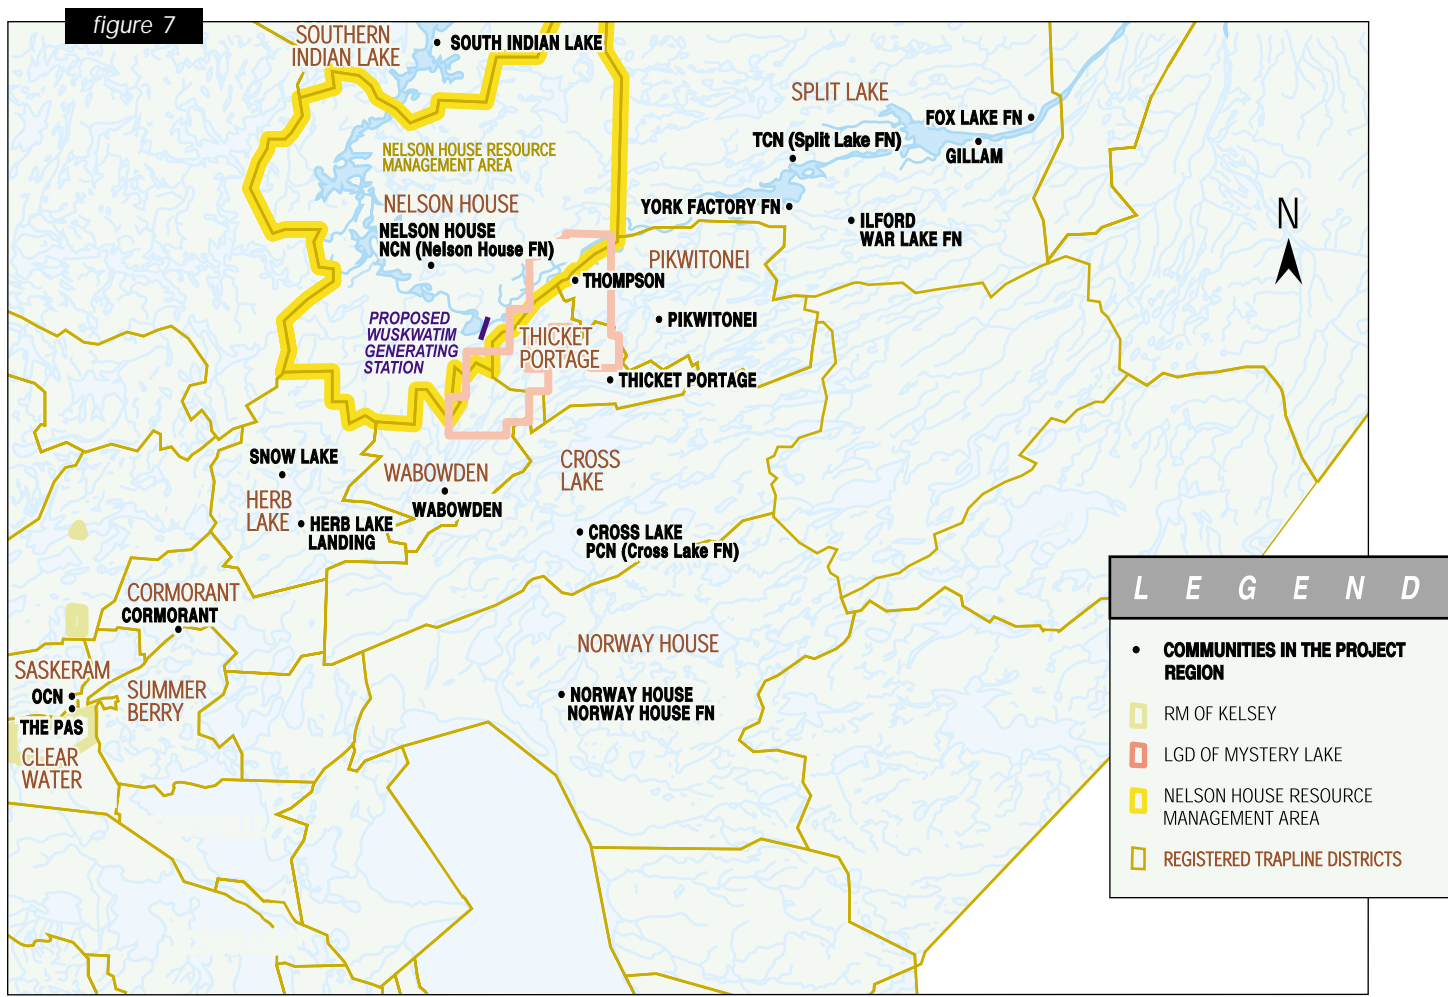 figure 7
SOUTHERN
INDIAN LAKE
SOUTH INDIAN LAKE
SPLIT LAKE
FOX LAKE FN
TCN (Split Lake FN)
GILLAM
NELSON HOUSE RESOURCE
MANAGEMENT AREA
NELSON HOUSE
NELSON HOUSE
NCN (Nelson House FN)
YORK FACTORY FN
ILFORD
WAR LAKE FN
N
PIKWITONEI
THOMPSON
PIKWITONEI
PROPOSED
WUSKWATIM
GENERATING
STATION
THICKET
PORTAGE
THICKET PORTAGE
SNOW LAKE
HERB
LAKE
HERB LAKE
LANDING
WABOWDEN
WABOWDEN
CROSS
LAKE
CROSS LAKE
PCN (Cross Lake FN)
CORMORANT
CORMORANT
SASKERAM
OCN
THE PAS
SUMMER
BERRY
CLEAR
WATER
NORWAY HOUSE
NORWAY HOUSE
NORWAY HOUSE FN
LEGEND
COMMUNITIES IN THE PROJECT
REGION
RM OF KELSEY
LGD OF MYSTERY LAKE
NELSON HOUSE RESOURCE
MANAGEMENT AREA
REGISTERED TRAPLINE DISTRICTS